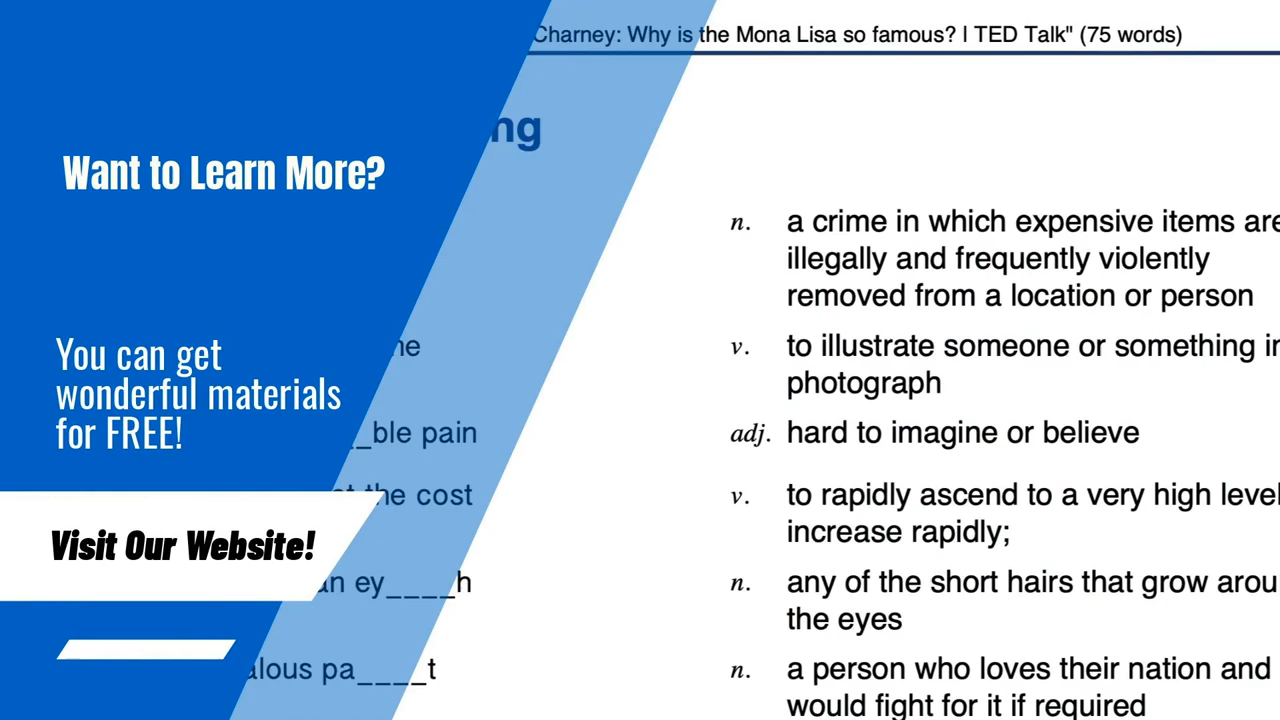 Charney: Why is the Mona Lisa so famous? | TED Talk" (75 words)
ng
Want to Learn More?
You can get
wonderful materials
for FREE!
Visit Our Website!
ne
_ble pain
the cost
an ey____h
alous pa____t
n. a crime in which expensive items are
illegally and frequently violently
removed from a location or person
v. to illustrate someone or something in
photograph
adj. hard to imagine or believe
v. to rapidly ascend to a very high level
increase rapidly;
n. any of the short hairs that grow arou
the eyes
n. a person who loves their nation and
would fight for it if required